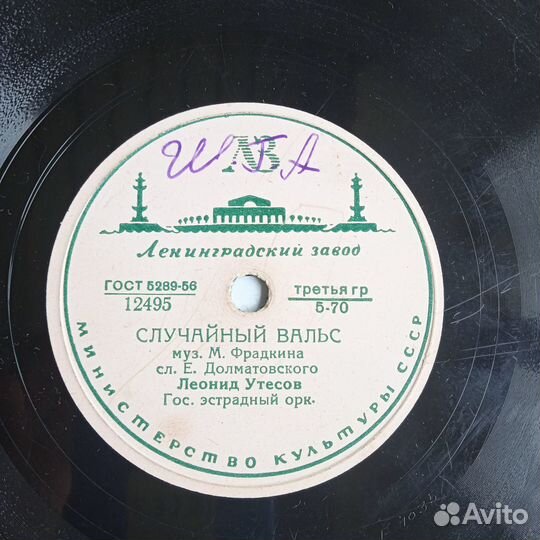 Ленинградский завод
ГОСТ 5289-56
12495
третья гр
5-70
СЛУЧАЙНЫЙ ВАЛЬС
муз. М. Фрадкина
сл. Е. Долматовского
Леонид Утесов
Гос. эстрадный орк.
МИНИСТЕРСТВО КУЛЬТУРЫ СССР
Avito